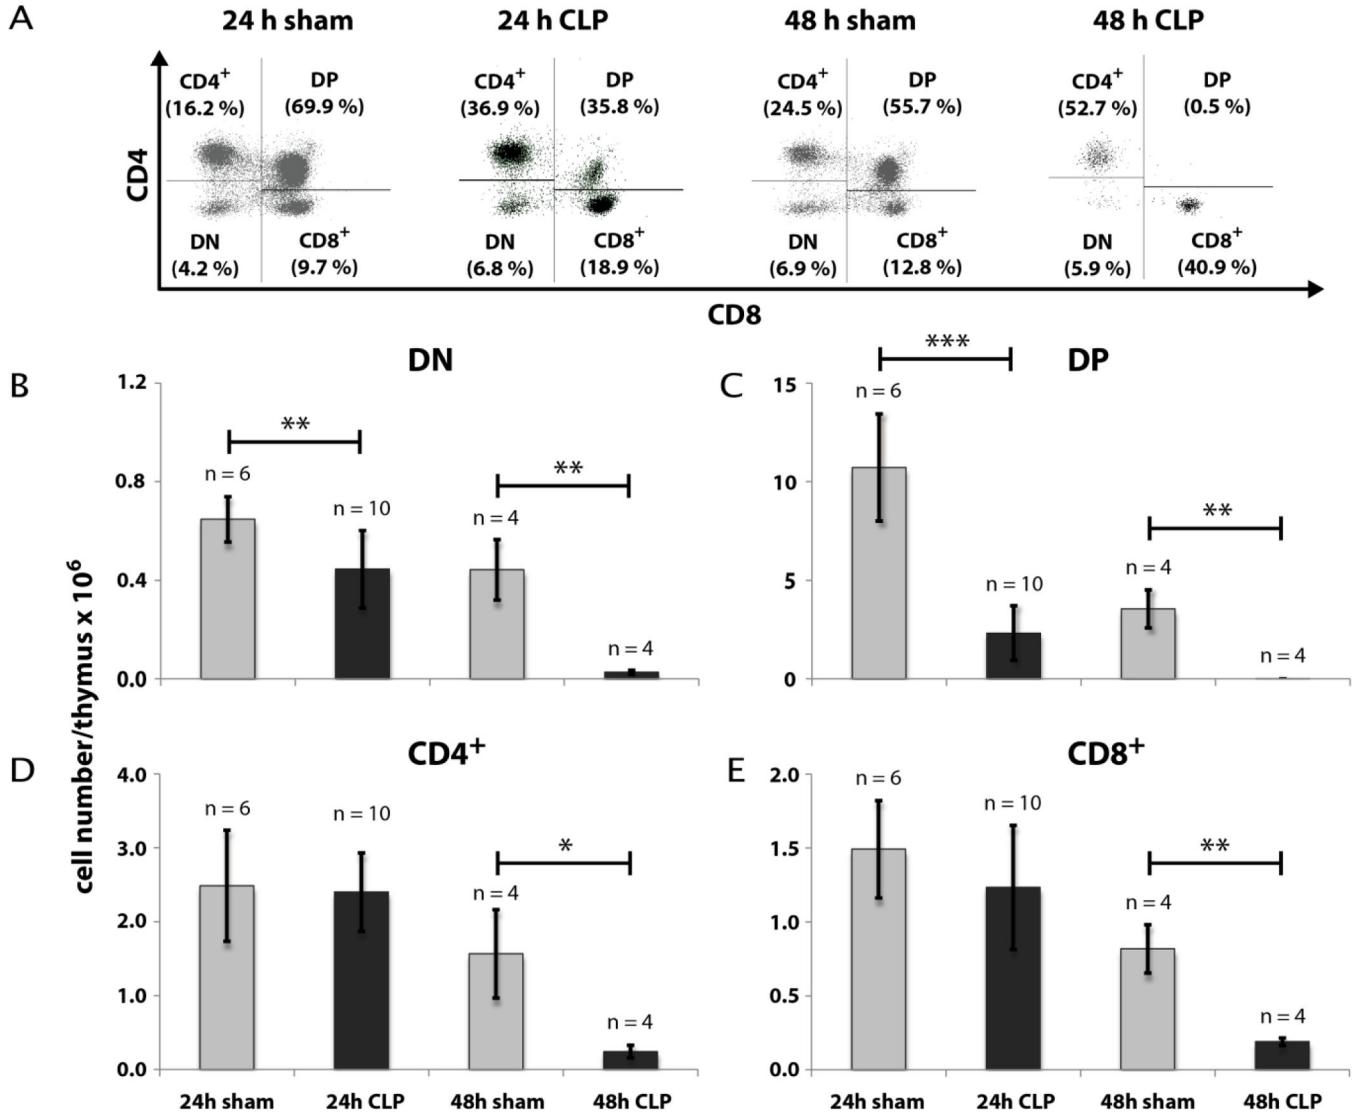 A
24 h sham
24 h CLP
48 h sham
48 h CLP
CD4+ DP
(16.2 %) (69.9 %)
DN CD8+
(4.2 %) (9.7 %)
CD4+ DP
(36.9 %) (35.8 %)
DN CD8+
(6.8 %) (18.9 %)
CD4+ DP
(24.5 %) (55.7 %)
DN CD8+
(6.9 %) (12.8 %)
CD4+ DP
(52.7 %) (0.5 %)
DN CD8+
(5.9 %) (40.9 %)
CD4
CD8
cell number/thymus x 10⁶
B
DN
1.2
0.8
0.4
0.0
n = 6
**
n = 10
n = 4
**
n = 4
C
DP
15
10
5
0
***
n = 6
n = 10
n = 4
**
n = 4
D
CD4+
4.0
3.0
2.0
1.0
0.0
n = 6
n = 10
n = 4
*
n = 4
24h sham
24h CLP
48h sham
48h CLP
E
CD8+
2.0
1.5
1.0
0.5
0.0
n = 6
n = 10
n = 4
**
n = 4
24h sham
24h CLP
48h sham
48h CLP